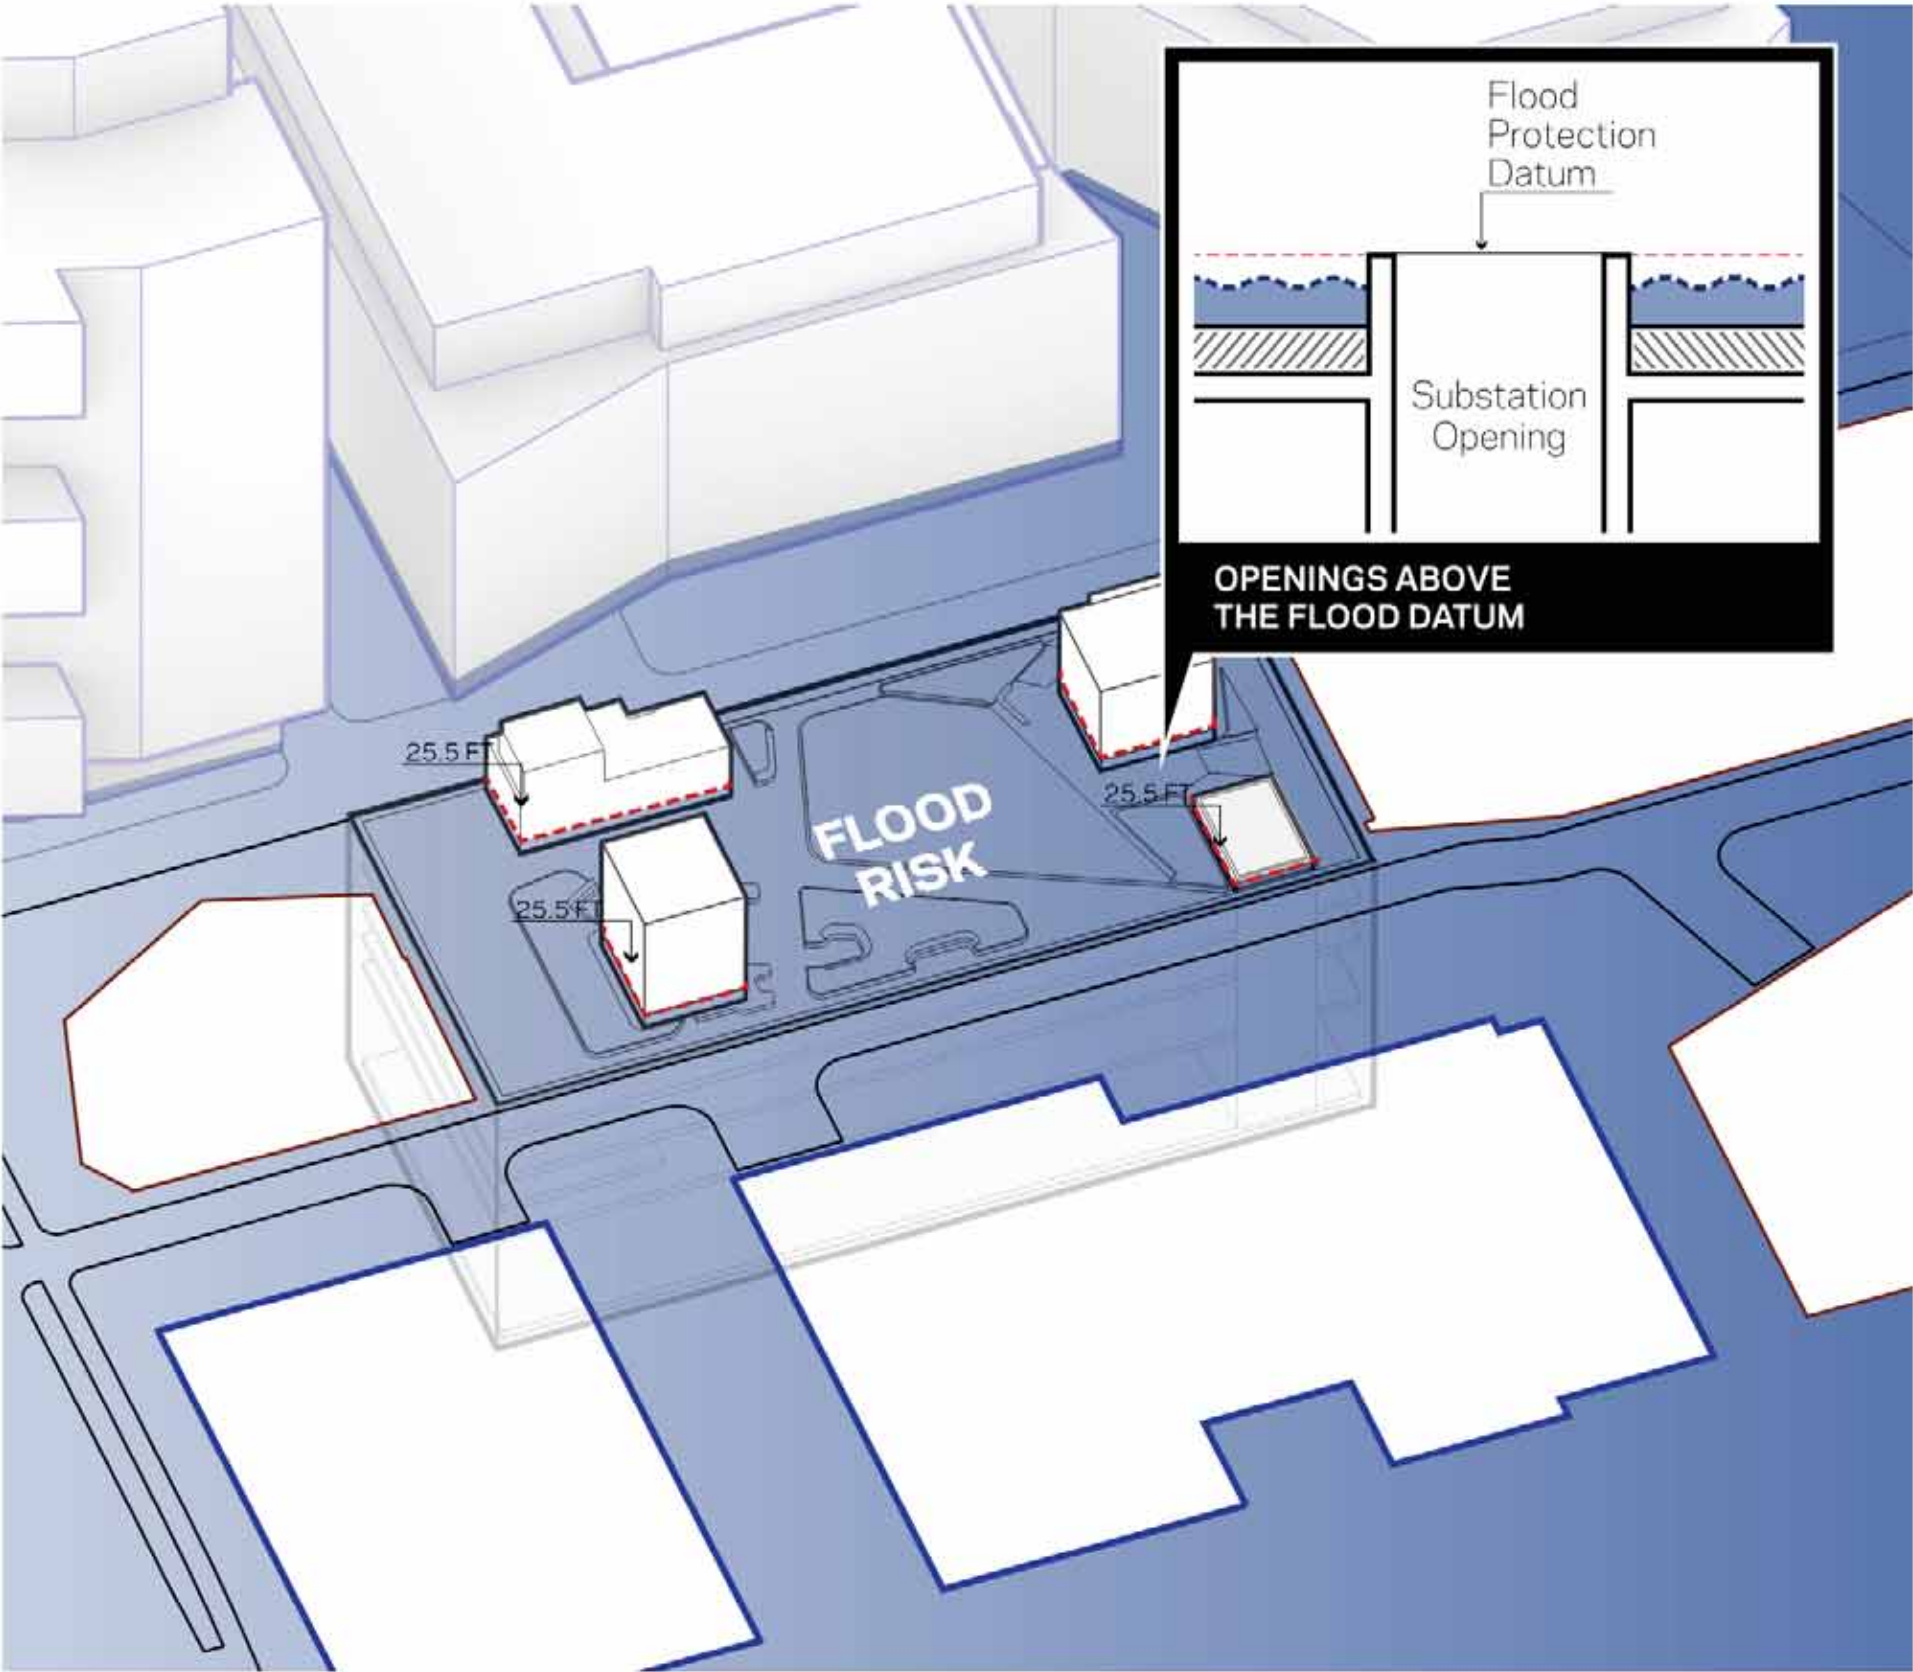 Flood
Protection
Datum
Substation
Opening
OPENINGS ABOVE
THE FLOOD DATUM
25.5 FT
25.5 FT
FLOOD
RISK
25.5 FT